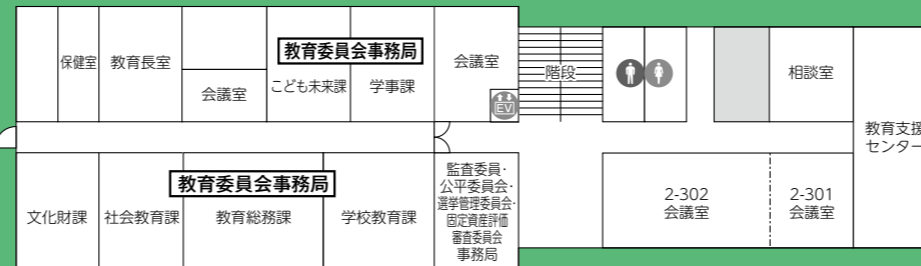 保健室
教育長室
会議室
教育委員会事務局
こども未来課
学事課
会議室
EV
階段
相談室
教育支援
センター
文化財課
社会教育課
教育委員会事務局
教育総務課
学校教育課
監査委員・
公平委員会・
選挙管理委員会・
固定資産評価
審査委員会
事務局
2-302
会議室
2-301
会議室